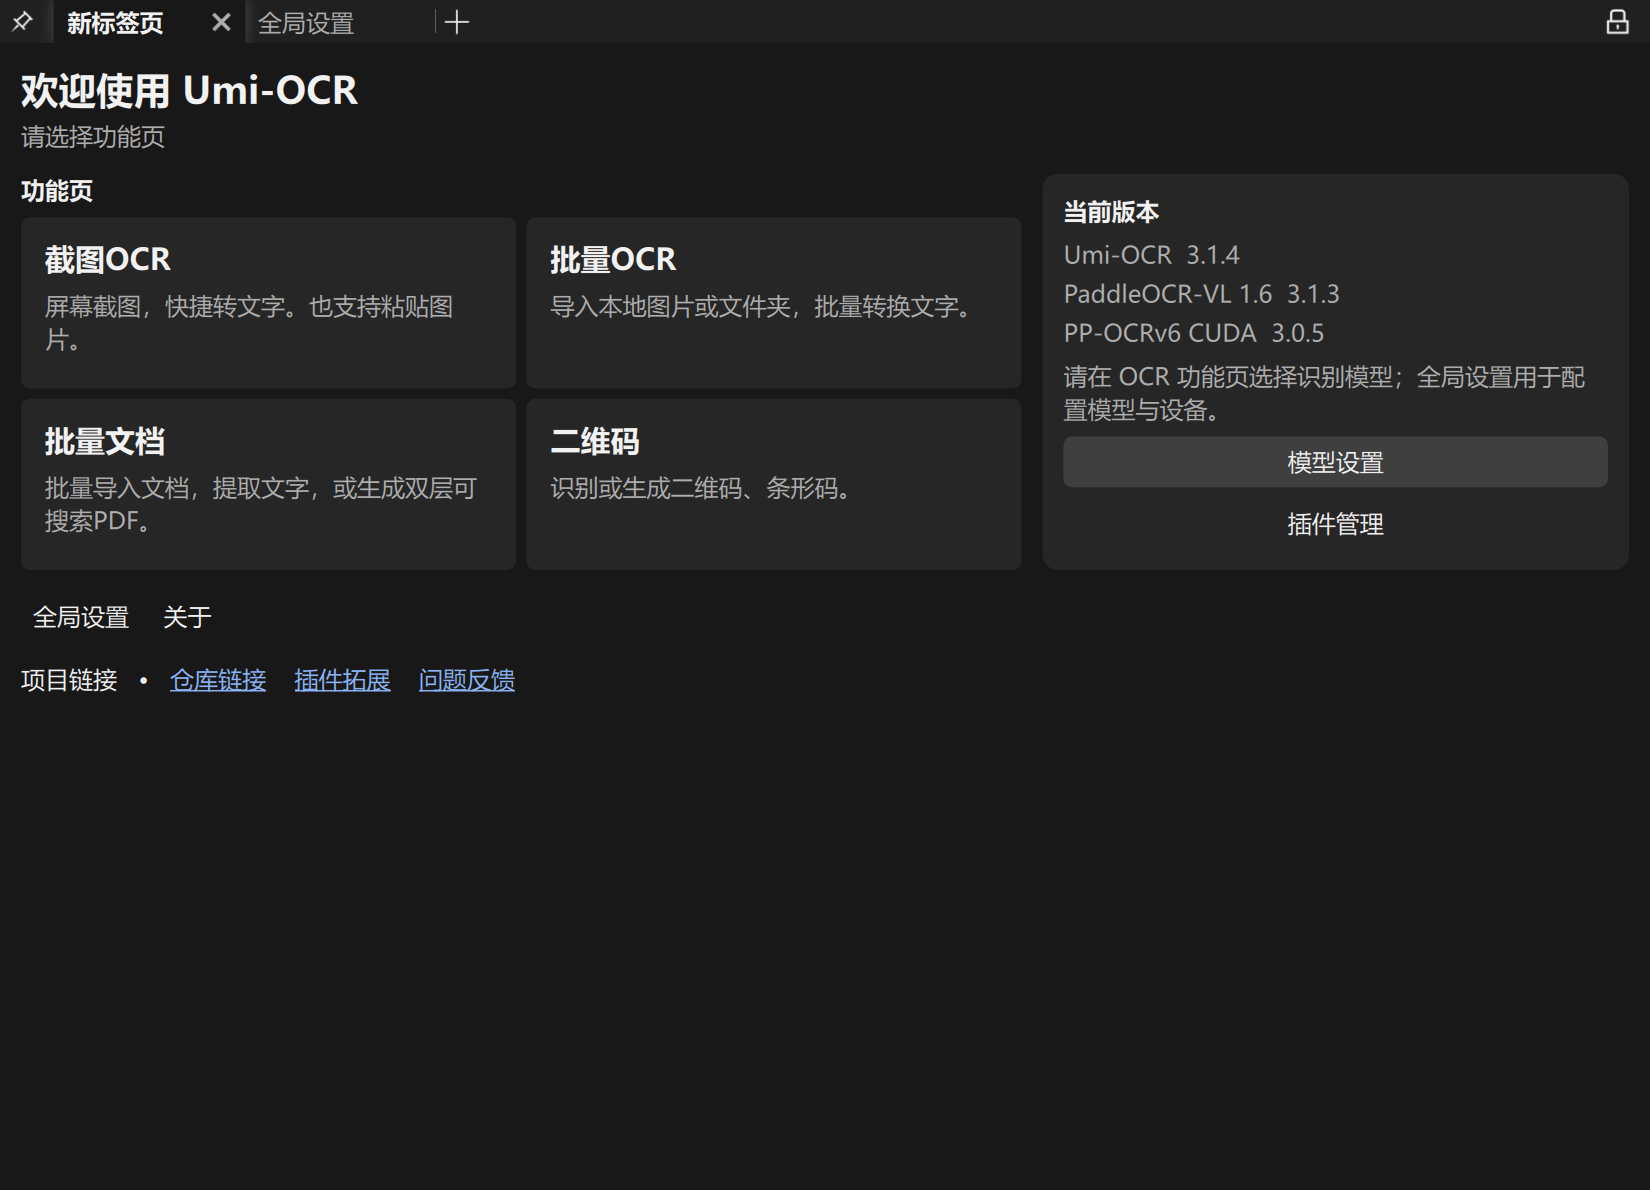 新标签页
全局设置
欢迎使用 Umi-OCR
请选择功能页
功能页
截图OCR
屏幕截图，快捷转文字。也支持粘贴图
片。
批量OCR
导入本地图片或文件夹，批量转换文字。
批量文档
批量导入文档，提取文字，或生成双层可
搜索PDF。
二维码
识别或生成二维码、条形码。
当前版本
Umi-OCR 3.1.4
PaddleOCR-VL 1.6 3.1.3
PP-OCRv6 CUDA 3.0.5
请在 OCR 功能页选择识别模型；全局设置用于配
置模型与设备。
模型设置
插件管理
全局设置 关于
项目链接 • 仓库链接 插件拓展 问题反馈